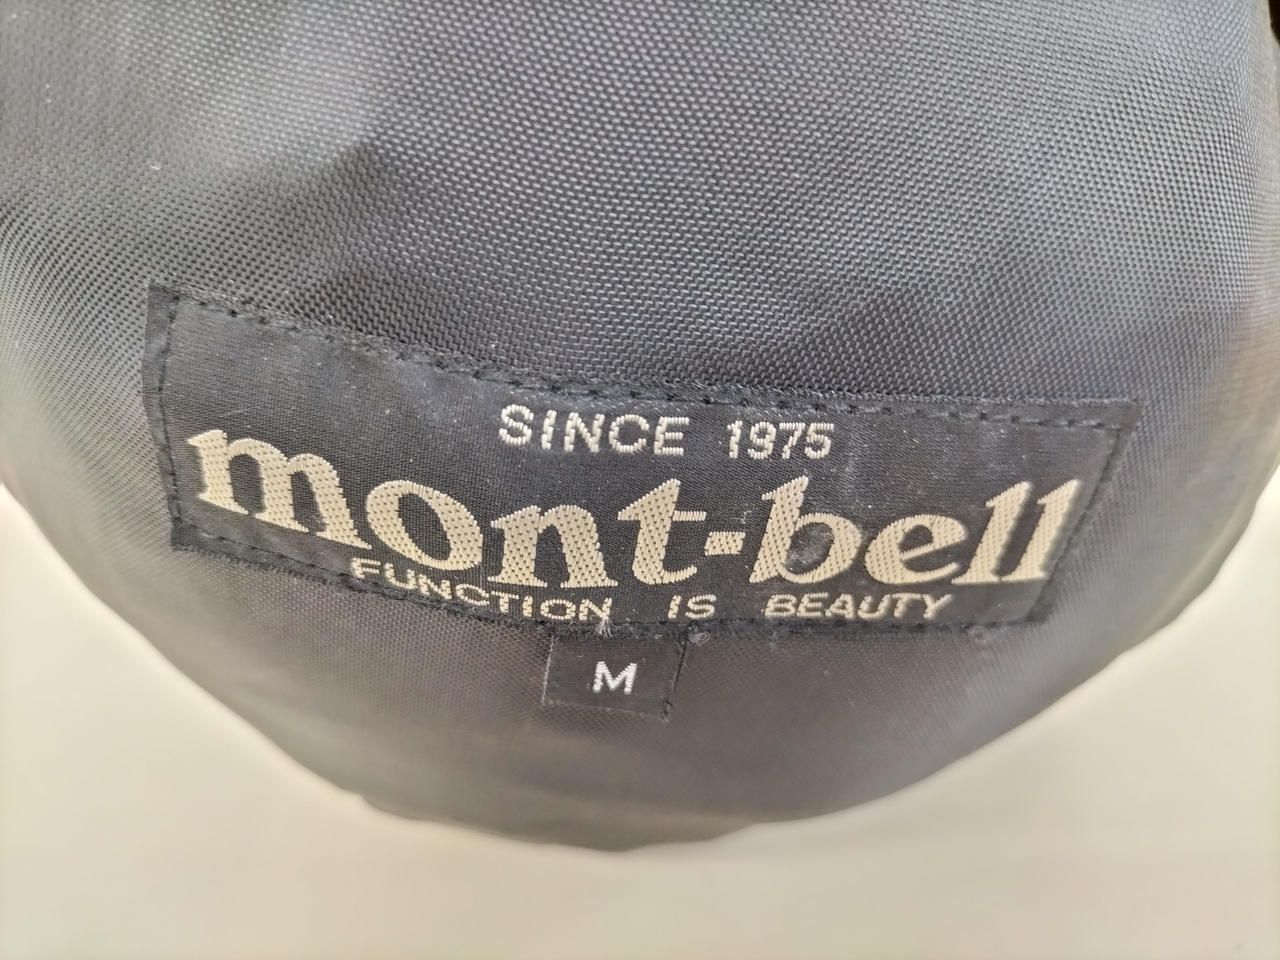 SINCE 1975
mont-bell
FUNCTION IS BEAUTY
M